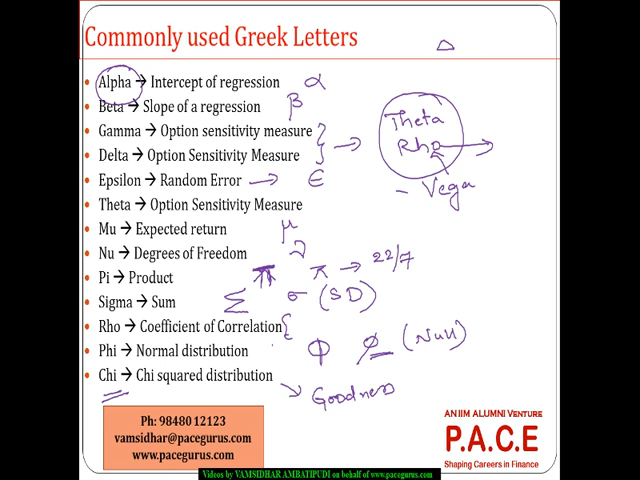 Commonly used Greek Letters
Δ
Alpha → Intercept of regression α
Beta → Slope of a regression β
Gamma → Option sensitivity measure
Theta
Delta → Option Sensitivity Measure
Rho
Epsilon → Random Error → ϵ
- Vega
Theta → Option Sensitivity Measure
Mu → Expected return μ
Nu → Degrees of Freedom ν
Pi → Product π π → 22/7
Sigma → Sum Σ σ (SD)
Rho → Coefficient of Correlation
Phi → Normal distribution Φ ϕ (Null)
Chi → Chi squared distribution
Goodness
Ph: 98480 12123
vamsidhar@pacegurus.com
www.pacegurus.com
AN IIM ALUMNI VENTURE
P.A.C.E
Shaping Careers in Finance
Videos by VAMSIDHAR AMBATIPUDI on behalf of www.pacegurus.com